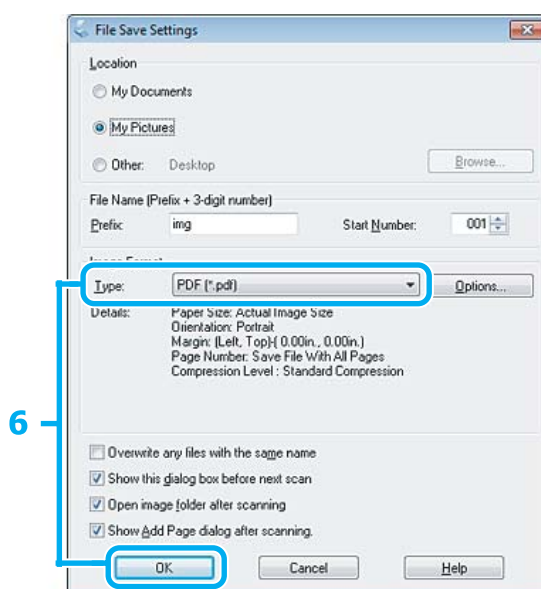 File Save Settings
Location
My Documents
My Pictures
Other: Desktop Browse...
File Name (Prefix + 3-digit number)
Prefix: img Start Number: 001
Type: PDF (*.pdf) Options...
Details: Paper Size: Actual Image Size
Orientation: Portrait
Margin: (Left, Top)-( 0.00in., 0.00in.)
Page Number: Save File With All Pages
Compression Level : Standard Compression
6
Overwrite any files with the same name
Show this dialog box before next scan
Open image folder after scanning
Show Add Page dialog after scanning.
OK Cancel Help